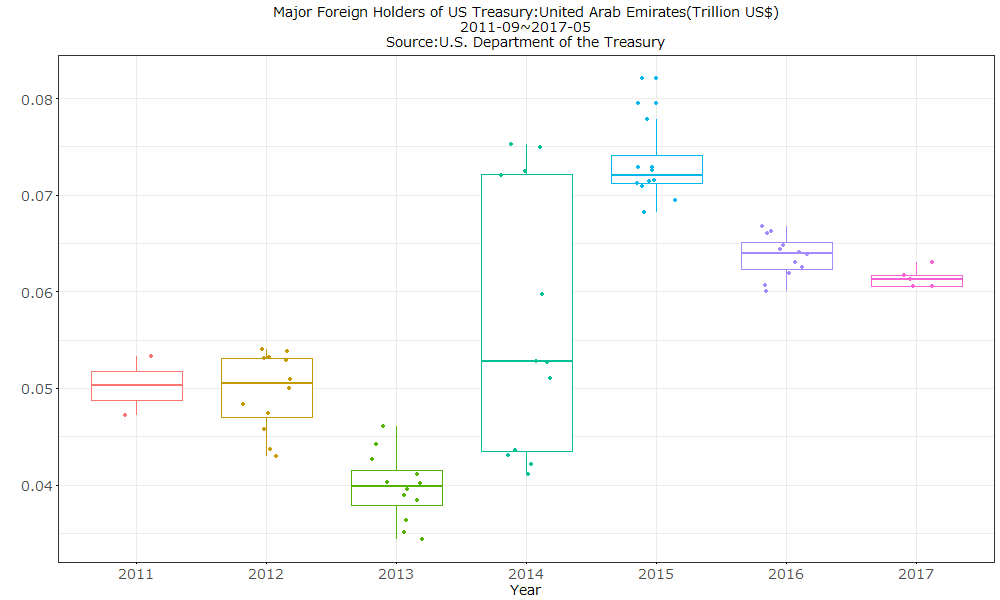 Major Foreign Holders of US Treasury:United Arab Emirates(Trillion US$)
2011-09~2017-05
Source:U.S. Department of the Treasury
0.08
0.07
0.06
0.05
0.04
2011 2012 2013 2014 2015 2016 2017
Year